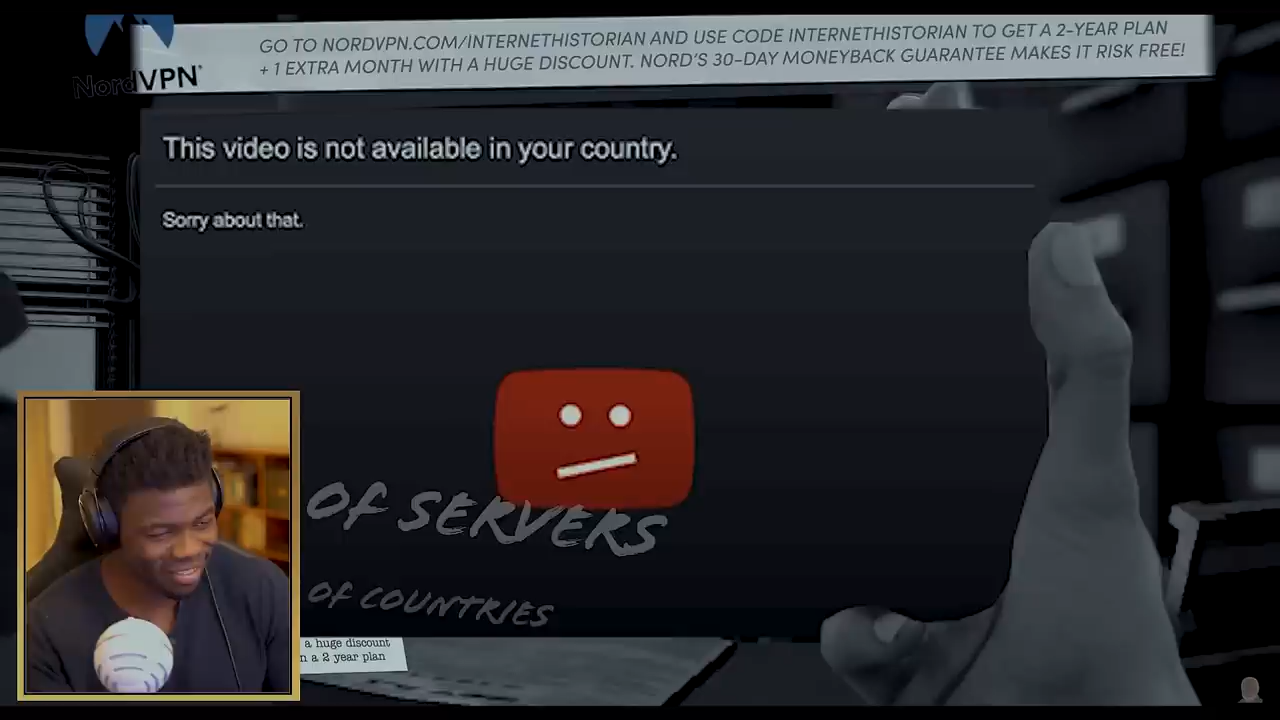 GO TO NORDVPN.COM/INTERNETHISTORIAN AND USE CODE INTERNETHISTORIAN TO GET A 2-YEAR PLAN
+ 1 EXTRA MONTH WITH A HUGE DISCOUNT. NORD'S 30-DAY MONEYBACK GUARANTEE MAKES IT RISK FREE!
NordVPN®
This video is not available in your country.
Sorry about that.
OF SERVERS
OF COUNTRIES
a huge discount
n a 2 year plan